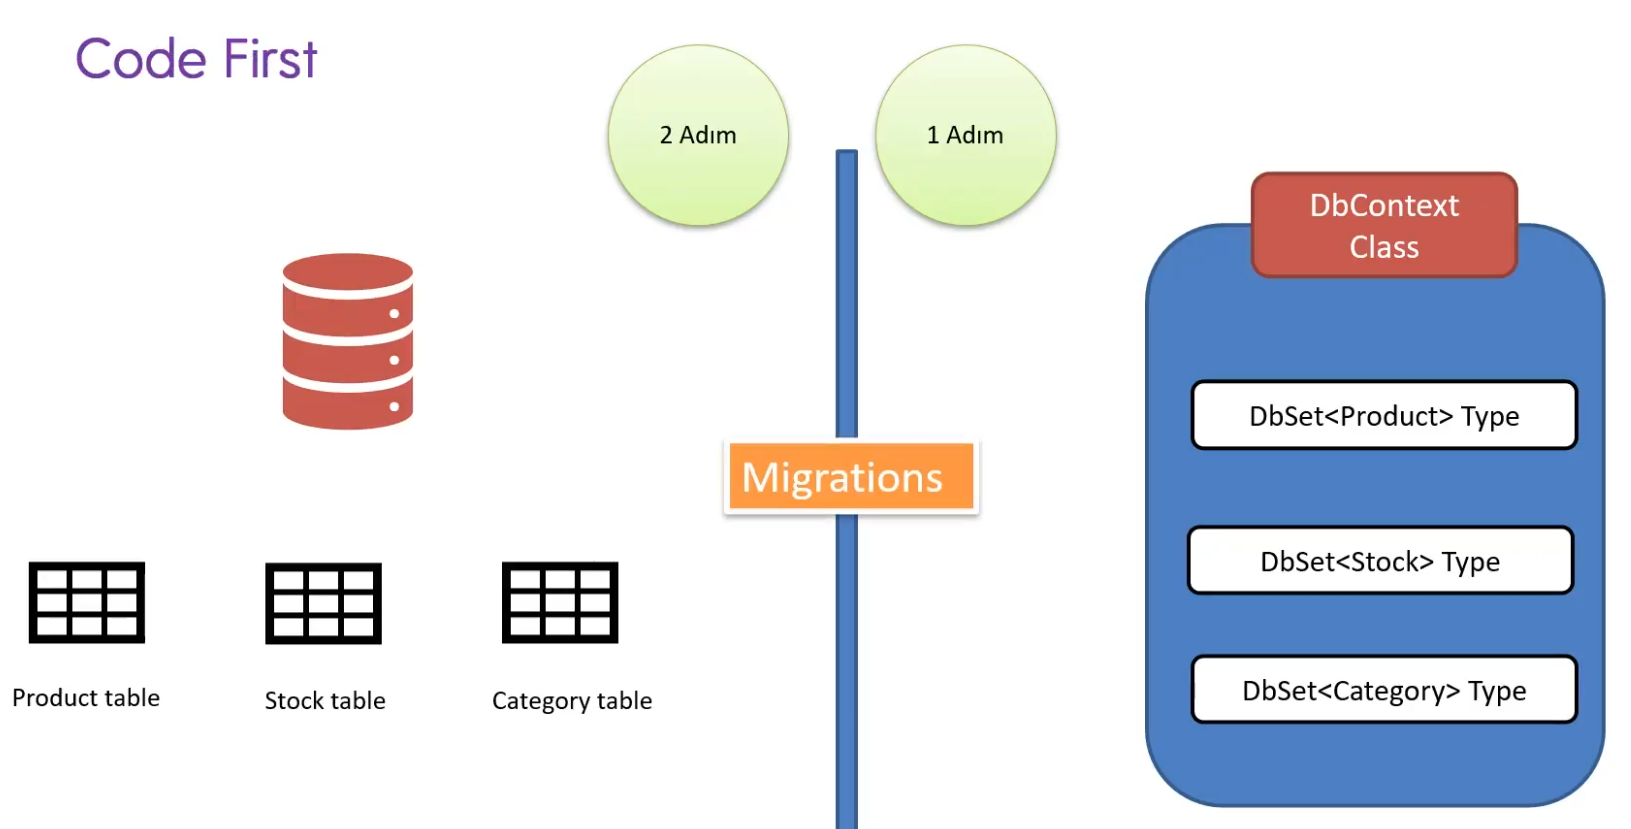 Code First
2 Adım
1 Adım
DbContext
Class
DbSet<Product> Type
Migrations
DbSet<Stock> Type
DbSet<Category> Type
Product table
Stock table
Category table